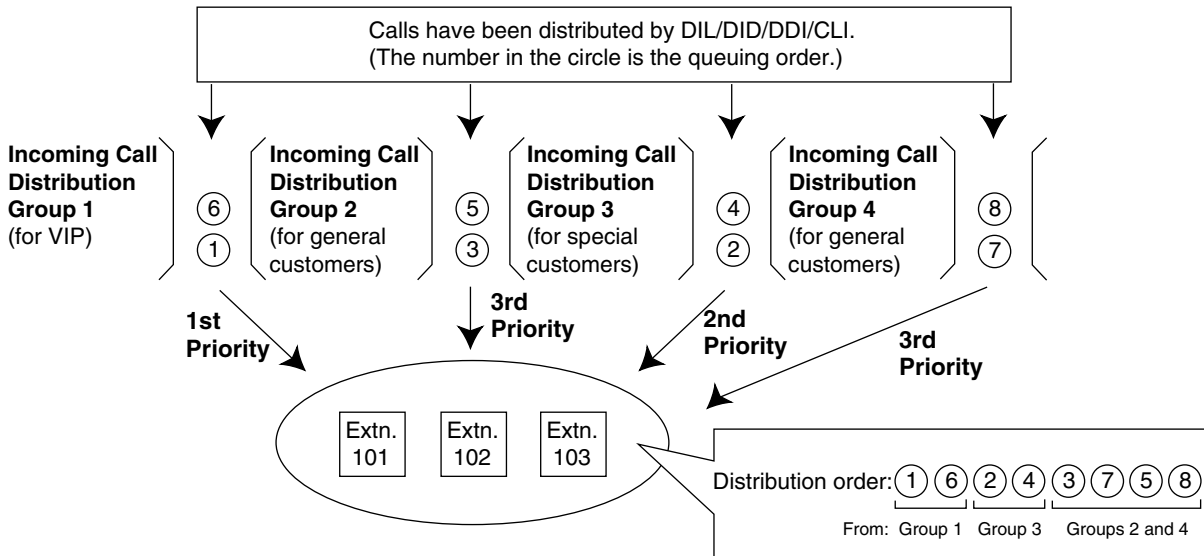 Calls have been distributed by DIL/DID/DDI/CLI.
(The number in the circle is the queuing order.)
Incoming Call
Distribution
Group 1
(for VIP)
6
1
Incoming Call
Distribution
Group 2
(for general
customers)
5
3
Incoming Call
Distribution
Group 3
(for special
customers)
4
2
Incoming Call
Distribution
Group 4
(for general
customers)
8
7
1st
Priority
3rd
Priority
2nd
Priority
3rd
Priority
Extn.
101
Extn.
102
Extn.
103
Distribution order: 1 6 2 4 3 7 5 8
From: Group 1 Group 3 Groups 2 and 4